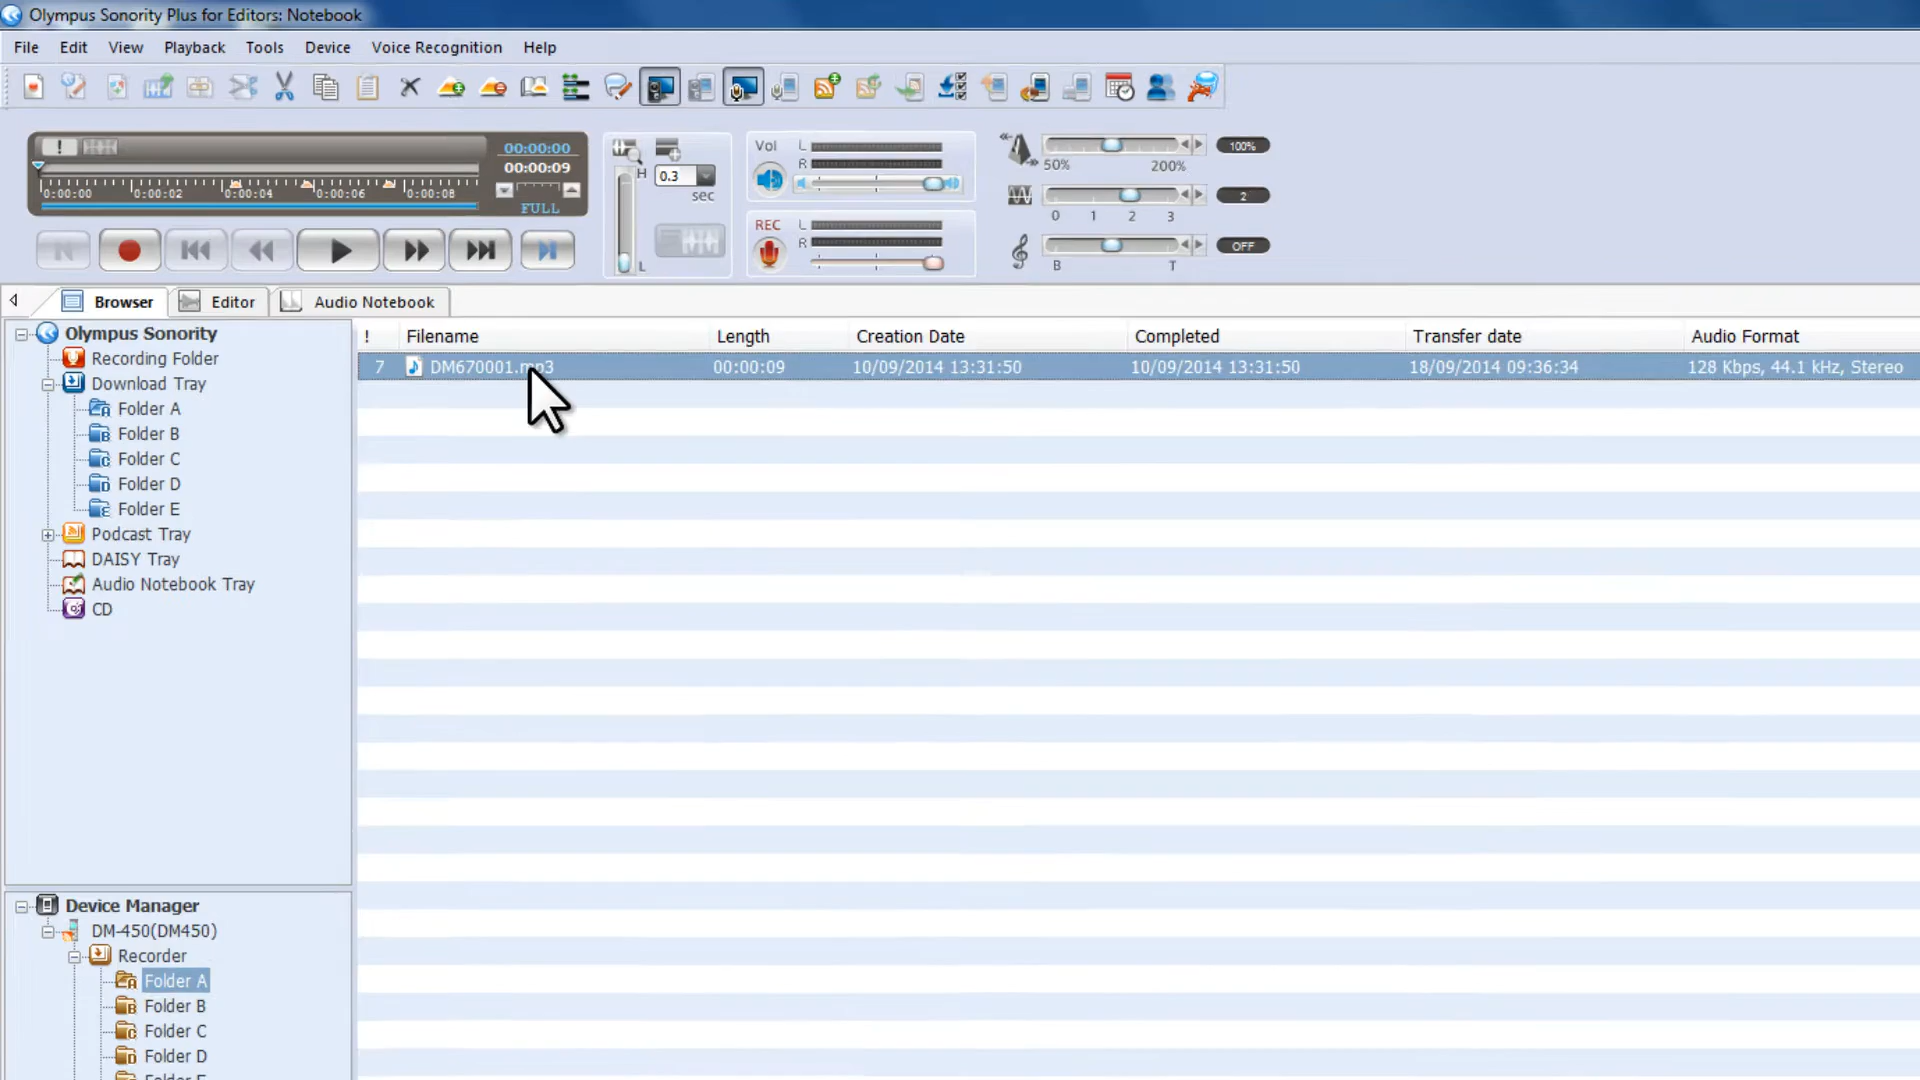 Olympus Sonority Plus for Editors: Notebook
File Edit View Playback Tools Device Voice Recognition Help
!
00:00:00
00:00:09
0:00:00 0:00:02 0:00:04 0:00:06 0:00:08
FULL
H
L
0.3
sec
Vol L
R
REC L
R
50% 200% 100%
0 1 2 3 2
B T OFF
Browser Editor Audio Notebook
Olympus Sonority
Recording Folder
Download Tray
Folder A
Folder B
Folder C
Folder D
Folder E
Podcast Tray
DAISY Tray
Audio Notebook Tray
CD
! Filename Length Creation Date Completed Transfer date Audio Format
7 DM670001.mp3 00:00:09 10/09/2014 13:31:50 10/09/2014 13:31:50 18/09/2014 09:36:34 128 Kbps, 44.1 kHz, Stereo
Device Manager
DM-450(DM450)
Recorder
Folder A
Folder B
Folder C
Folder D